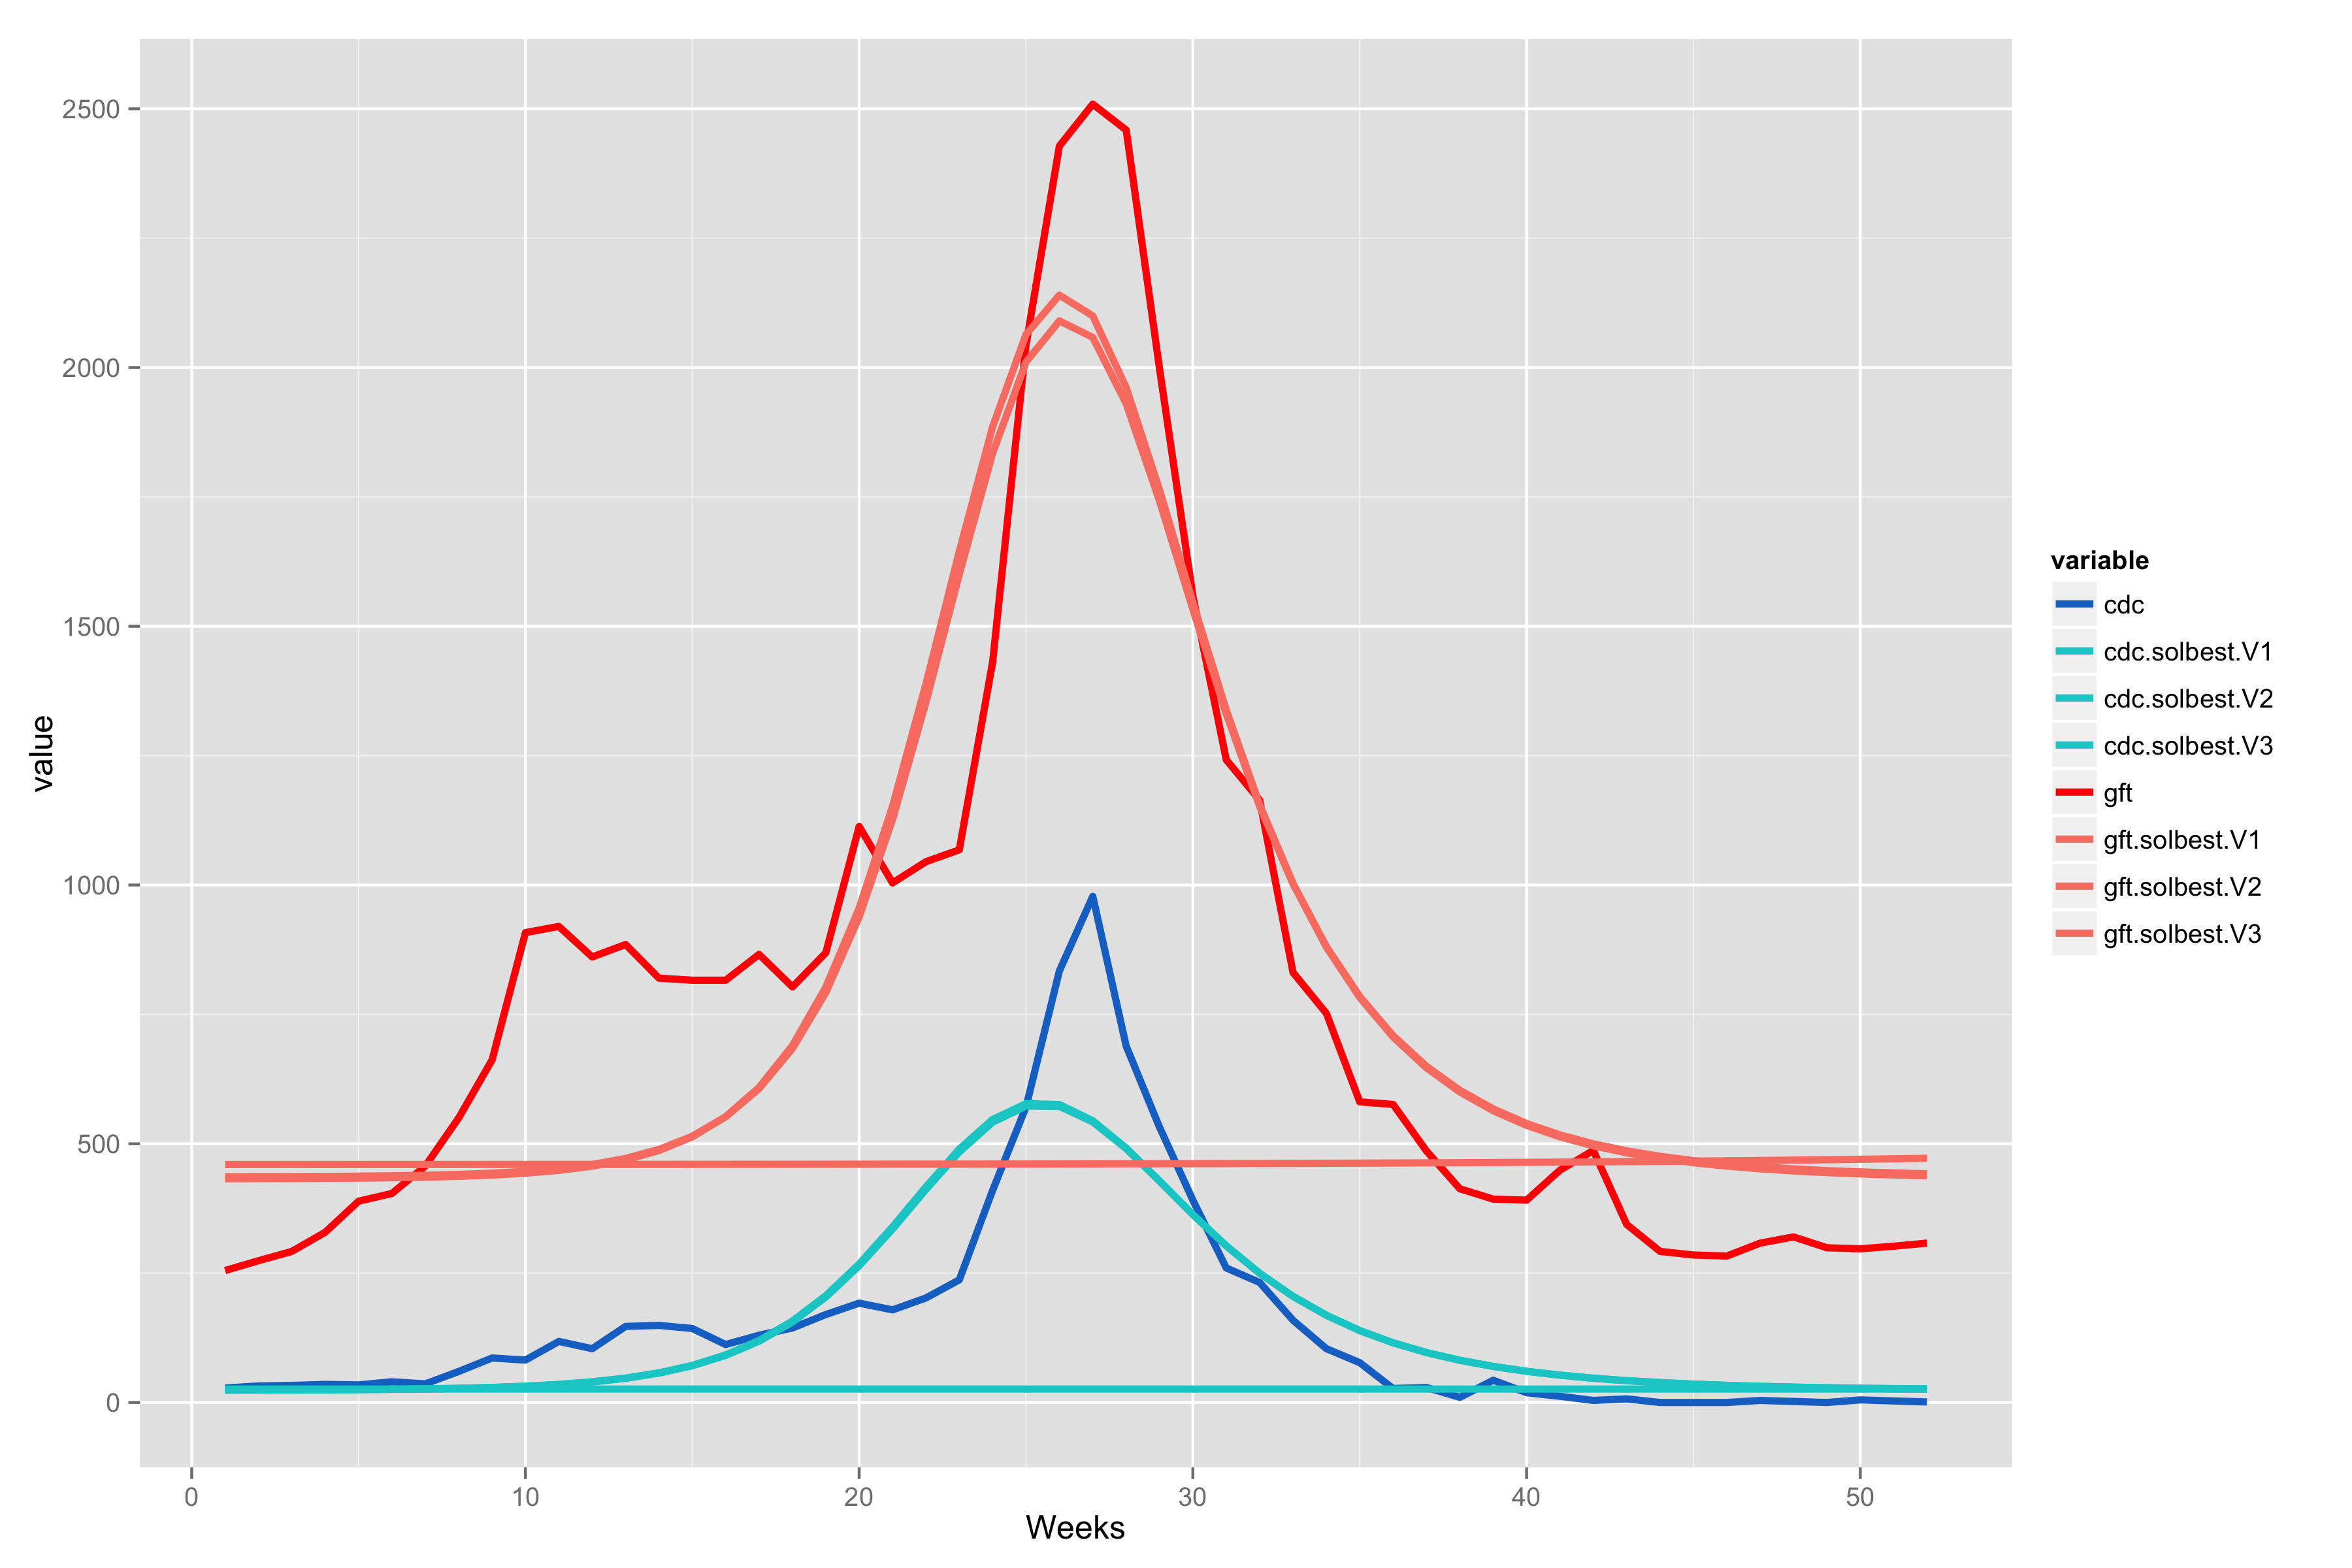 2500
2000
1500
1000
500
0
value
0 10 20 30 40 50
Weeks
variable
cdc
cdc.solbest.V1
cdc.solbest.V2
cdc.solbest.V3
gft
gft.solbest.V1
gft.solbest.V2
gft.solbest.V3